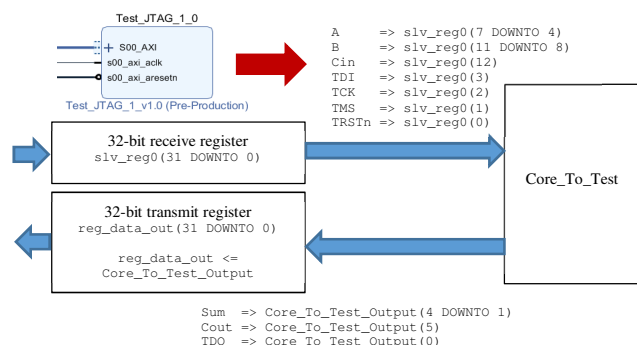 Test_JTAG_1_0
S00_AXI
s00_axi_aclk
s00_axi_aresetn
Test_JTAG_1_v1.0 (Pre-Production)
A => slv_reg0(7 DOWNTO 4)
B => slv_reg0(11 DOWNTO 8)
Cin => slv_reg0(12)
TDI => slv_reg0(3)
TCK => slv_reg0(2)
TMS => slv_reg0(1)
TRSTn => slv_reg0(0)
32-bit receive register
slv_reg0(31 DOWNTO 0)
Core_To_Test
32-bit transmit register
reg_data_out(31 DOWNTO 0)
reg_data_out <=
Core_To_Test_Output
Sum => Core_To_Test_Output(4 DOWNTO 1)
Cout => Core_To_Test_Output(5)
TDO => Core_To_Test_Output(0)